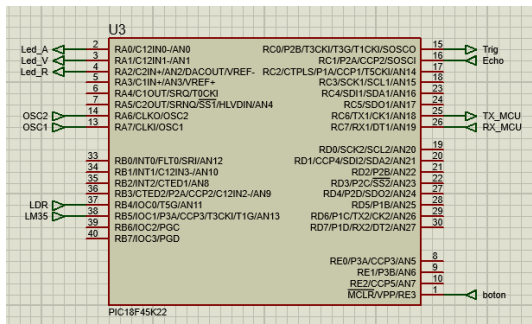 U3
Led_A 2 RA0/C12IN0-/AN0 RC0/P2B/T3CKI/T3G/T1CKI/SOSCO 15 Trig
Led_V 3 RA1/C12IN1-/AN1 RC1/P2A/CCP2/SOSCI 16 Echo
Led_R 4 RA2/C2IN+/AN2/DACOUT/VREF- RC2/CTPLS/P1A/CCP1/T5CKI/AN14 17
5 RA3/C1IN+/AN3/VREF+ RC3/SCK1/SCL1/AN15 18
6 RA4/C1OUT/SRQ/T0CKI RC4/SDI1/SDA1/AN16 23
7 RA5/C2OUT/SRNQ/SS1/HLVDIN/AN4 RC5/SDO1/AN17 24
OSC2 14 RA6/CLKO/OSC2 RC6/TX1/CK1/AN18 25 TX_MCU
OSC1 13 RA7/CLKI/OSC1 RC7/RX1/DT1/AN19 26 RX_MCU
33 RB0/INT0/FLT0/SRI/AN12 RD0/SCK2/SCL2/AN20 19
34 RB1/INT1/C12IN3-/AN10 RD1/CCP4/SDI2/SDA2/AN21 20
35 RB2/INT2/CTED1/AN8 RD2/P2B/AN22 21
36 RB3/CTED2/P2A/CCP2/C12IN2-/AN9 RD3/P2C/SS2/AN23 22
LDR 37 RB4/IOC0/T5G/AN11 RD4/P2D/SDO2/AN24 27
LM35 38 RB5/IOC1/P3A/CCP3/T3CKI/T1G/AN13 RD5/P1B/AN25 28
39 RB6/IOC2/PGC RD6/P1C/TX2/CK2/AN26 29
40 RB7/IOC3/PGD RD7/P1D/RX2/DT2/AN27 30
RE0/P3A/CCP3/AN5 8
RE1/P3B/AN6 9
RE2/CCP5/AN7 10
MCLR/VPP/RE3 1 boton
PIC18F45K22